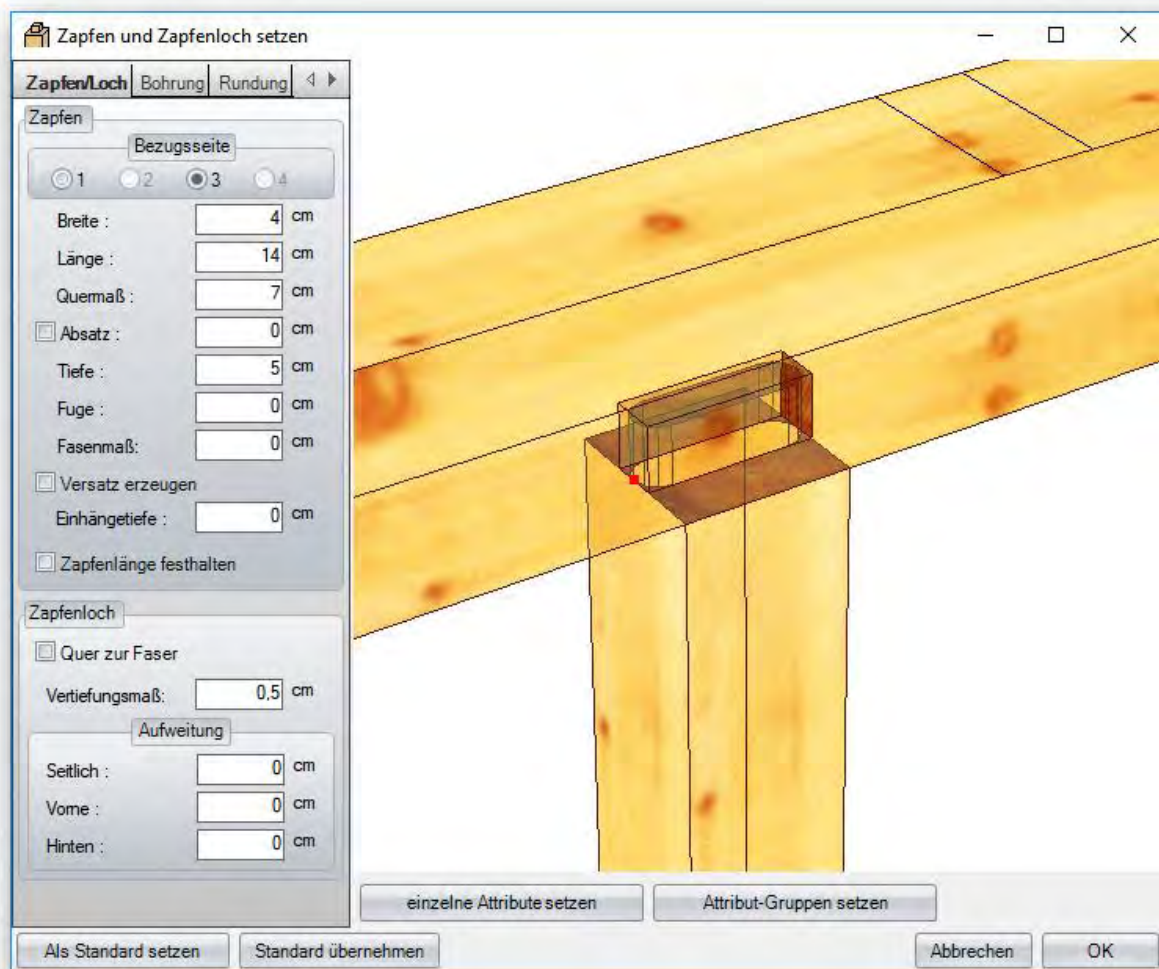 Zapfen und Zapfenloch setzen
Zapfen/Loch Bohrung Rundung
Zapfen
Bezugsseite
1 2 3 4
Breite : 4 cm
Länge : 14 cm
Quermaß : 7 cm
Absatz : 0 cm
Tiefe : 5 cm
Fuge : 0 cm
Fasenmaß: 0 cm
Versatz erzeugen
Einhängetiefe : 0 cm
Zapfenlänge festhalten
Zapfenloch
Quer zur Faser
Vertiefungsmaß: 0,5 cm
Aufweitung
Seitlich : 0 cm
Vorne : 0 cm
Hinten : 0 cm
einzelne Attribute setzen Attribut-Gruppen setzen
Als Standard setzen Standard übernehmen Abbrechen OK